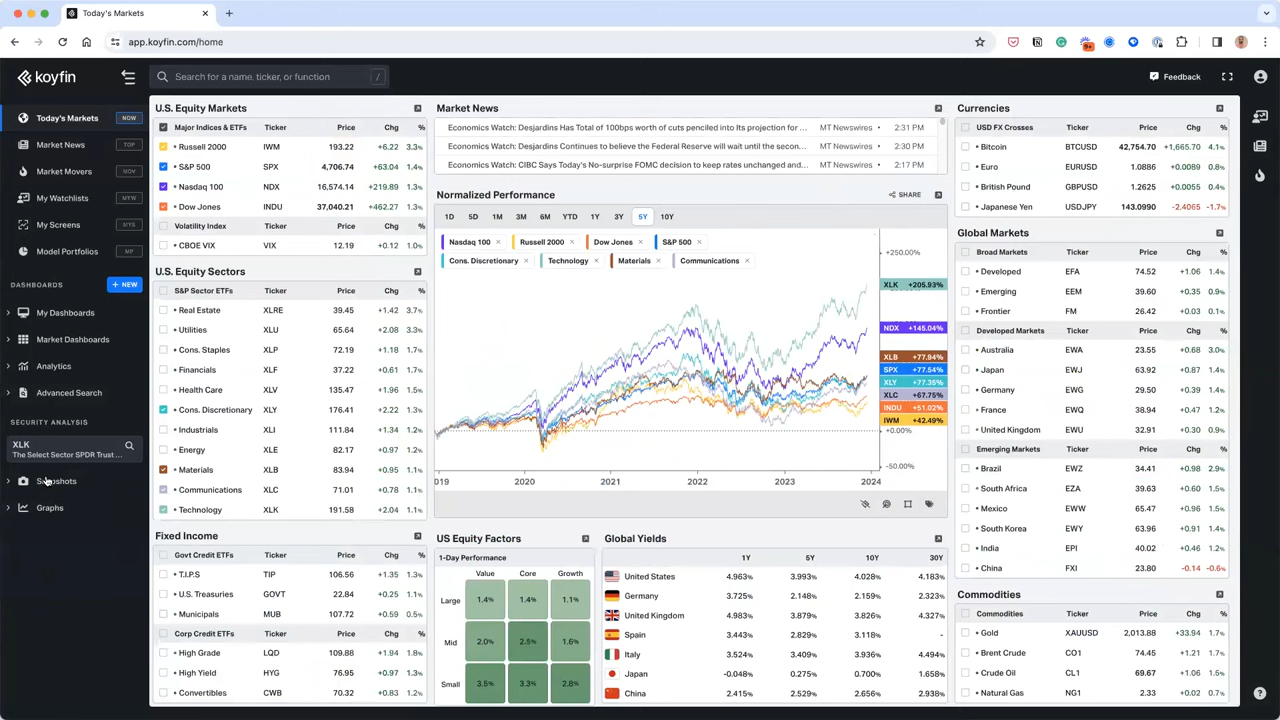 Today's Markets
app.koyfin.com/home
9+
koyfin
Search for a name, ticker, or function /
Feedback
Today's Markets NOW
Market News TOP
Market Movers MOV
My Watchlists MYW
My Screens MYS
Model Portfolios MP
DASHBOARDS + NEW
My Dashboards
Market Dashboards
Analytics
Advanced Search
SECURITY ANALYSIS
XLK
The Select Sector SPDR Trust ...
Snapshots
Graphs
U.S. Equity Markets
Major Indices & ETFs Ticker Price Chg %
Russell 2000 IWM 193.22 +6.22 3.3%
S&P 500 SPX 4,706.74 +63.04 1.4%
Nasdaq 100 NDX 16,574.14 +219.89 1.3%
Dow Jones INDU 37,040.21 +462.27 1.3%
Volatility Index Ticker Price Chg %
CBOE VIX VIX 12.19 +0.12 1.0%
U.S. Equity Sectors
S&P Sector ETFs Ticker Price Chg %
Real Estate XLRE 39.45 +1.42 3.7%
Utilities XLU 65.64 +2.08 3.3%
Cons. Staples XLP 72.19 +1.18 1.7%
Financials XLF 37.22 +0.61 1.7%
Health Care XLV 135.47 +1.96 1.5%
Cons. Discretionary XLY 176.41 +2.22 1.3%
Industrials XLI 111.84 +1.34 1.2%
Energy XLE 82.17 +0.97 1.2%
Materials XLB 83.94 +0.95 1.1%
Communications XLC 71.01 +0.78 1.1%
Technology XLK 191.58 +2.04 1.1%
Fixed Income
Govt Credit ETFs Ticker Price Chg %
T.I.P.S TIP 106.56 +1.35 1.3%
U.S. Treasuries GOVT 22.84 +0.25 1.1%
Municipals MUB 107.72 +0.59 0.5%
Corp Credit ETFs Ticker Price Chg %
High Grade LQD 109.88 +1.94 1.8%
High Yield HYG 76.95 +0.97 1.3%
Convertibles CWB 70.32 +0.83 1.2%
Market News
Economics Watch: Desjardins Has Total of 100bps worth of cuts penciled into Its projection for ... MT Newswires • 2:31 PM
Economics Watch: Desjardins Continues to believe the Federal Reserve will wait until the secon... MT Newswires • 2:30 PM
Economics Watch: CIBC Says Today's No-surprise FOMC decision to keep rates unchanged and... MT Newswires • 2:17 PM
Normalized Performance SHARE
1D 5D 1M 3M 6M YTD 1Y 3Y 5Y 10Y
Nasdaq 100 × Russell 2000 × Dow Jones × S&P 500 ×
Cons. Discretionary × Technology × Materials × Communications ×
+250.00%
XLK +205.93%
NDX +145.04%
XLB +77.94%
SPX +77.54%
XLY +77.35%
XLC +67.75%
INDU +51.02%
IWM +42.49%
+0.00%
-50.00%
2019 2020 2021 2022 2023 2024
US Equity Factors
1-Day Performance
Value Core Growth
Large 1.4% 1.4% 1.1%
Mid 2.0% 2.5% 1.6%
Small 3.5% 3.3% 2.8%
Global Yields
1Y 5Y 10Y 30Y
United States 4.963% 3.993% 4.028% 4.183%
Germany 3.725% 2.148% 2.159% 2.323%
United Kingdom 4.983% 3.879% 3.826% 4.327%
Spain 3.443% 2.829% 3.118% -
Italy 3.524% 3.409% 3.936% 4.494%
Japan -0.048% 0.275% 0.700% 1.658%
China 2.415% 2.529% 2.656% 2.938%
Currencies
USD FX Crosses Ticker Price Chg %
Bitcoin BTCUSD 42,754.70 +1,665.70 4.1%
Euro EURUSD 1.0886 +0.0089 0.8%
British Pound GBPUSD 1.2625 +0.0055 0.4%
Japanese Yen USDJPY 143.0990 -2.4065 -1.7%
Global Markets
Broad Markets Ticker Price Chg %
Developed EFA 74.52 +1.06 1.4%
Emerging EEM 39.60 +0.35 0.9%
Frontier FM 26.42 +0.03 0.1%
Developed Markets Ticker Price Chg %
Australia EWA 23.55 +0.68 3.0%
Japan EWJ 63.92 +0.87 1.4%
Germany EWG 29.50 +0.39 1.4%
France EWQ 38.94 +0.47 1.2%
United Kingdom EWU 32.91 +0.30 0.9%
Emerging Markets Ticker Price Chg %
Brazil EWZ 34.41 +0.98 2.9%
South Africa EZA 39.63 +0.60 1.5%
Mexico EWW 65.47 +0.96 1.5%
South Korea EWY 63.96 +0.91 1.4%
India EPI 40.02 +0.46 1.2%
China FXI 23.80 -0.14 -0.6%
Commodities
Commodities Ticker Price Chg %
Gold XAUUSD 2,013.88 +33.94 1.7%
Brent Crude CO1 74.45 +1.21 1.7%
Crude Oil CL1 69.67 +1.06 1.5%
Natural Gas NG1 2.33 +0.02 0.7%